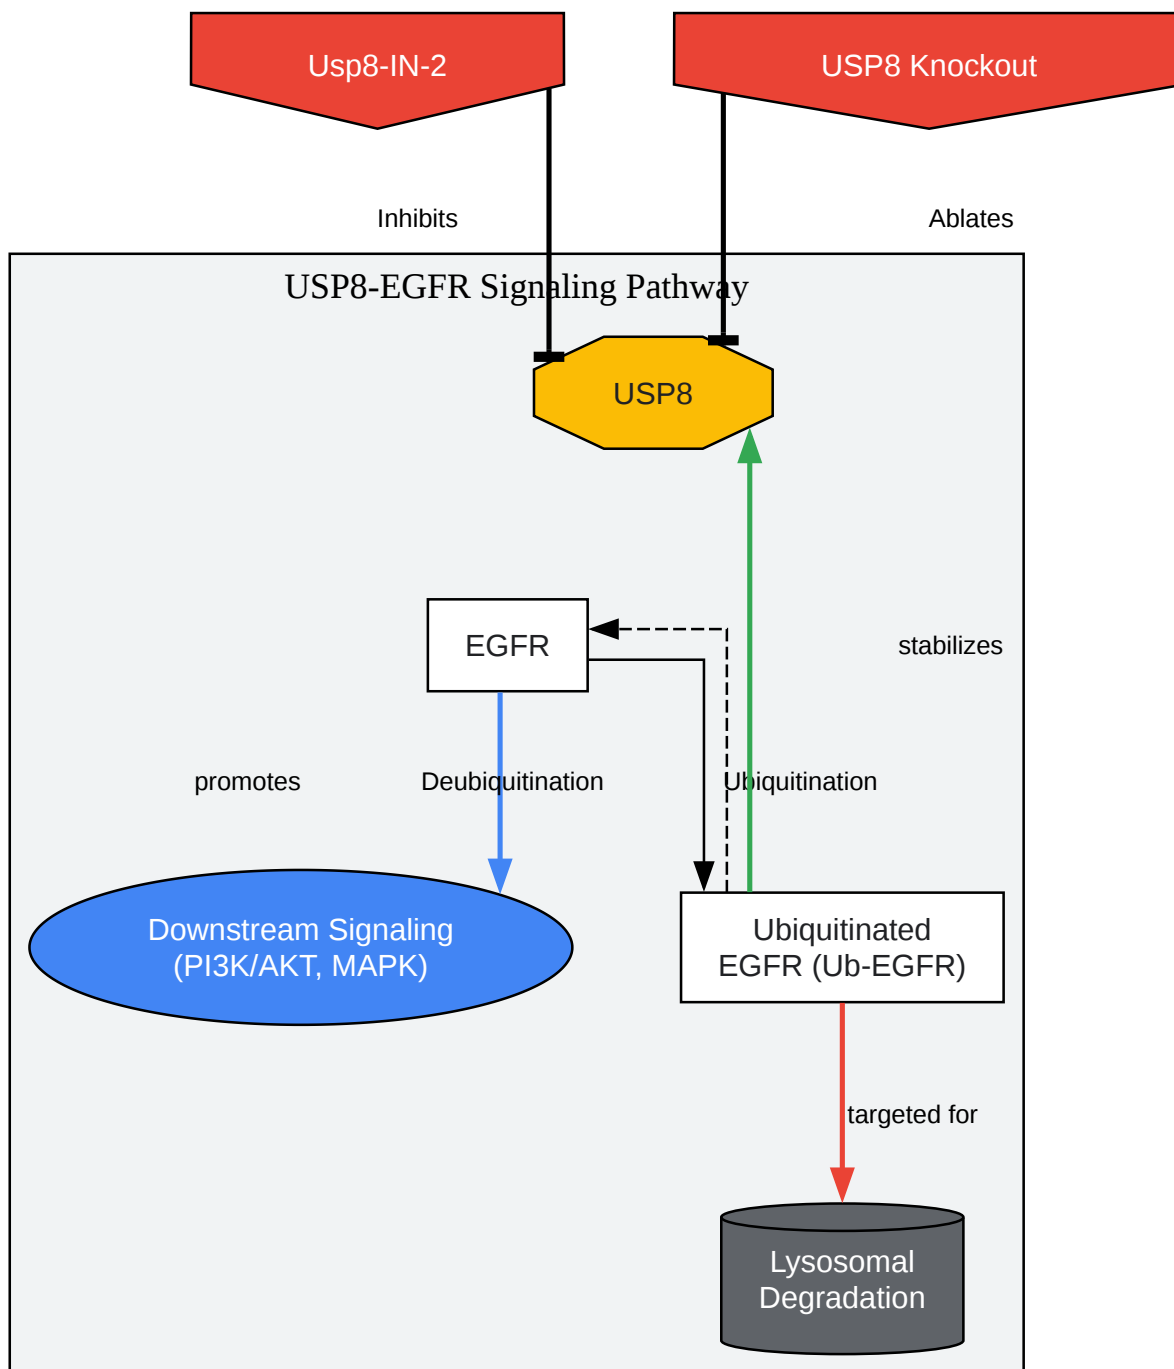 Usp8-IN-2
USP8 Knockout
Inhibits
Ablates
USP8-EGFR Signaling Pathway
USP8
EGFR
stabilizes
promotes
Deubiquitination
Ubiquitination
Downstream Signaling
(PI3K/AKT, MAPK)
Ubiquitinated
EGFR (Ub-EGFR)
targeted for
Lysosomal
Degradation